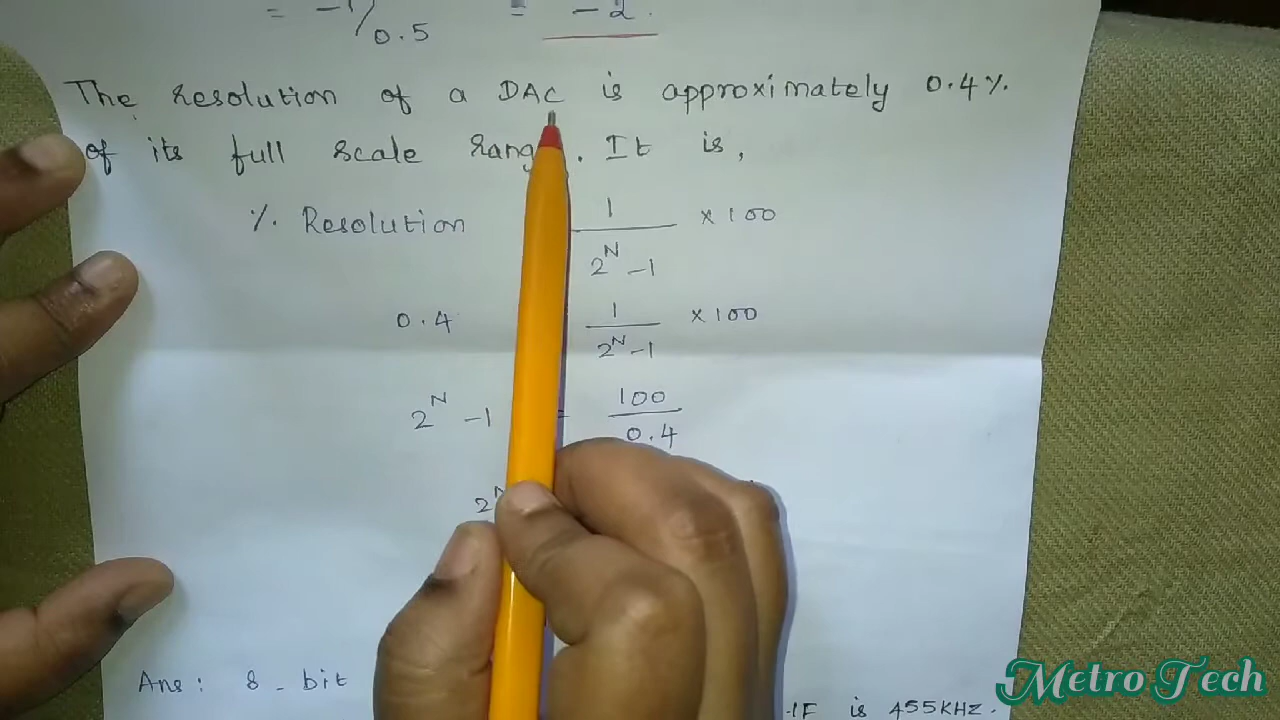 = -1/0.5 = -2.
The resolution of a DAC is approximately 0.4%.
of its full scale rang. It is,
% Resolution 1/2^N -1 × 100
0.4 1/2^N -1 × 100
2^N -1 = 100/0.4
2^N
Ans: 8-bit
IF is 455KHZ.
Metro Tech